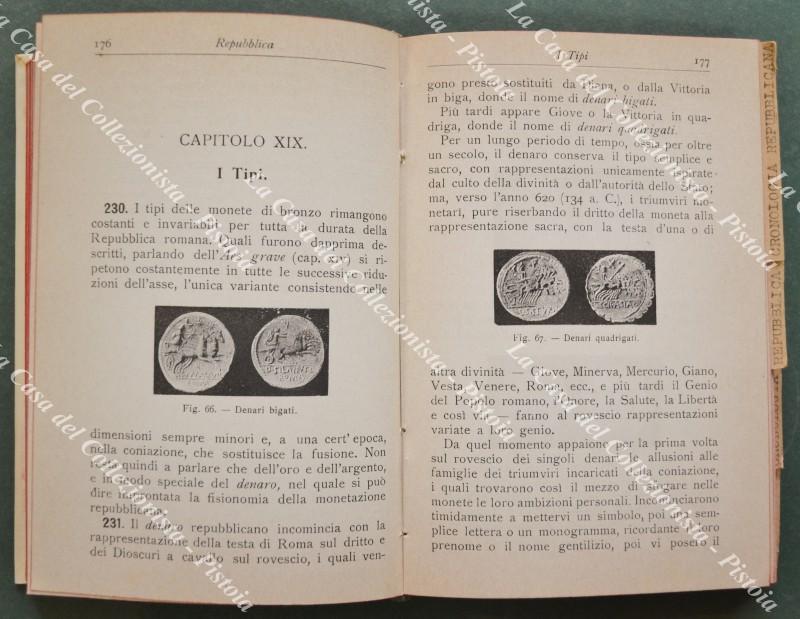 176 Repubblica
CAPITOLO XIX.
I Tipi.
230. I tipi delle monete di bronzo rimangono
costanti e invariabili per tutta la durata della
Repubblica romana. Quali furono dapprima de-
scritti, parlando dell'Aes grave (cap. XIV) si ri-
petono costantemente in tutte le successive ridu-
zioni dell'asse, l'unica variante consistendo nelle
Fig. 66. — Denari bigati.
dimensioni sempre minori e, a una cert' epoca,
nella coniazione, che sostituisce la fusione. Non
resta quindi a parlare che dell'oro e dell'argento,
e in modo speciale del denaro, nel quale si può
dire improntata la fisionomia della monetazione
repubblicana.
231. Il denaro repubblicano incomincia con la
rappresentazione della testa di Roma sul dritto e
dei Dioscuri a cavallo sul rovescio, i quali ven-
I Tipi 177
gono presto sostituiti da Diana, o dalla Vittoria
in biga, donde il nome di denari bigati.
Più tardi appare Giove o la Vittoria in qua-
driga, donde il nome di denari quadrigati.
Per un lungo periodo di tempo, ossia per oltre
un secolo, il denaro conserva il tipo semplice e
sacro, con rappresentazioni unicamente ispirate
dal culto della divinità o dall'autorità dello Stato;
ma, verso l'anno 620 (134 a. C.), i triumviri mo-
netari, pure riserbando il dritto della moneta alla
rappresentazione sacra, con la testa d'una o di
Fig. 67. — Denari quadrigati.
altra divinità — Giove, Minerva, Mercurio, Giano,
Vesta, Venere, Roma, ecc., e più tardi il Genio
del Popolo romano, l'Onore, la Salute, la Libertà
e così via — fanno al rovescio rappresentazioni
variate a loro genio.
Da quel momento appaiono per la prima volta
sul rovescio dei singoli denari le allusioni alle
famiglie dei triumviri incaricati della coniazione,
i quali trovarono così il mezzo di sfogare nelle
monete le loro ambizioni personali. Incominciarono
timidamente a mettervi un simbolo, poi una sem-
plice lettera o un monogramma, ricordante il loro
prenome o il nome gentilizio, poi vi posero il
REPUBBLICA CRONOLOGIA REPUBBLICANA
La Casa del Collezionista - Pistoia